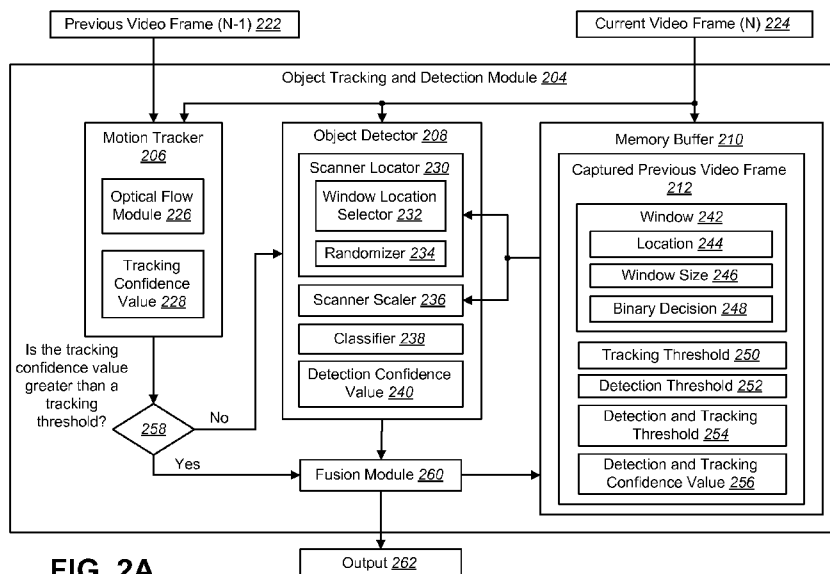 Previous Video Frame (N-1) 222
Current Video Frame (N) 224
Object Tracking and Detection Module 204
Motion Tracker
206
Optical Flow
Module 226
Tracking
Confidence
Value 228
Is the tracking
confidence value
greater than a
tracking
threshold?
258
No
Yes
Object Detector 208
Scanner Locator 230
Window Location
Selector
232
Randomizer 234
Scanner Scaler 236
Classifier 238
Detection Confidence
Value 240
Fusion Module 260
Memory Buffer 210
Captured Previous Video Frame
212
Window 242
Location 244
Window Size 246
Binary Decision 248
Tracking Threshold 250
Detection Threshold 252
Detection and Tracking
Threshold 254
Detection and Tracking
Confidence Value 256
Output 262
FIG. 2A